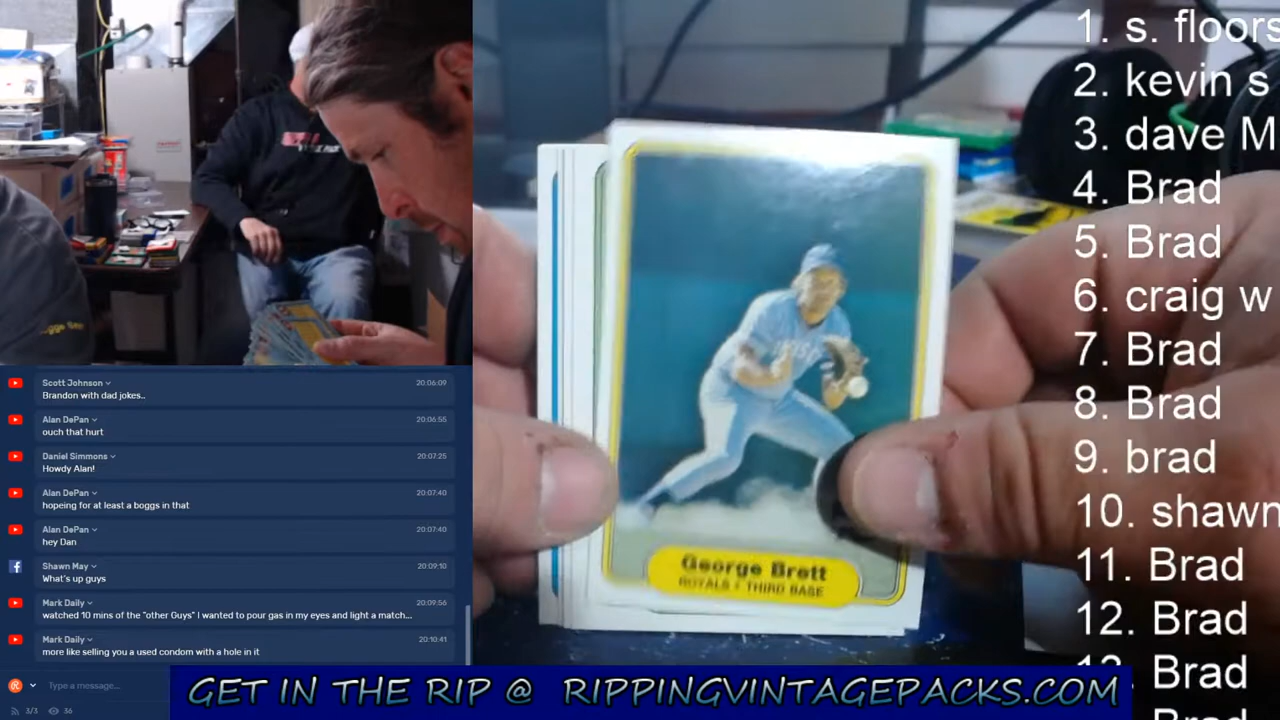 Scott Johnson
20:06:09
Brandon with dad jokes..
Alan DePan
20:06:55
ouch that hurt
Daniel Simmons
20:07:25
Howdy Alan!
Alan DePan
20:07:40
hopeing for at least a boggs in that
Alan DePan
20:07:40
hey Dan
Shawn May
20:09:10
What's up guys
Mark Daily
20:09:56
watched 10 mins of the "other Guys" I wanted to pour gas in my eyes and light a match...
Mark Daily
20:10:41
more like selling you a used condom with a hole in it
Type a message...
3/3 36
George Brett
ROYALS • THIRD BASE
1. s. floors
2. kevin s
3. dave M
4. Brad
5. Brad
6. craig w
7. Brad
8. Brad
9. brad
10. shawn
11. Brad
12. Brad
13. Brad
Brad
GET IN THE RIP @ RIPPINGVINTAGEPACKS.COM